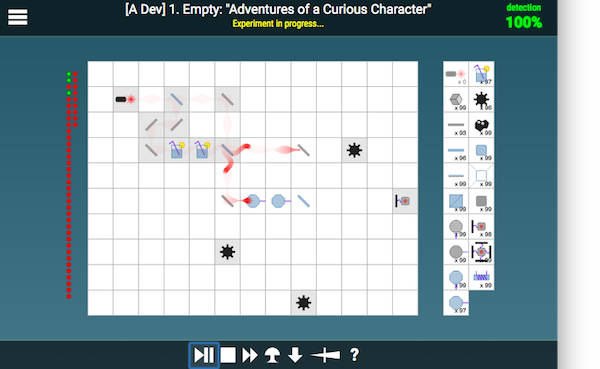 [A Dev] 1. Empty: "Adventures of a Curious Character"
Experiment in progress...
detection
100%
x 0
x 97
x 99
x 98
x 93
x 99
x 96
x 99
x 99
x 99
x 99
x 99
x 99
x 98
x 99
x 99
x 99
x 99
x 97
?